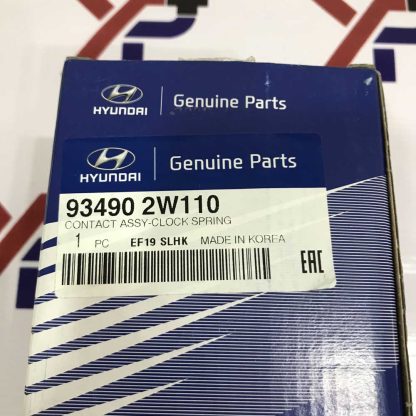 HYUNDAI
Genuine Parts
HYUNDAI
Genuine Parts
93490 2W110
CONTACT ASSY-CLOCK SPRING
1 PC EF19 SLHK MADE IN KOREA
EAC